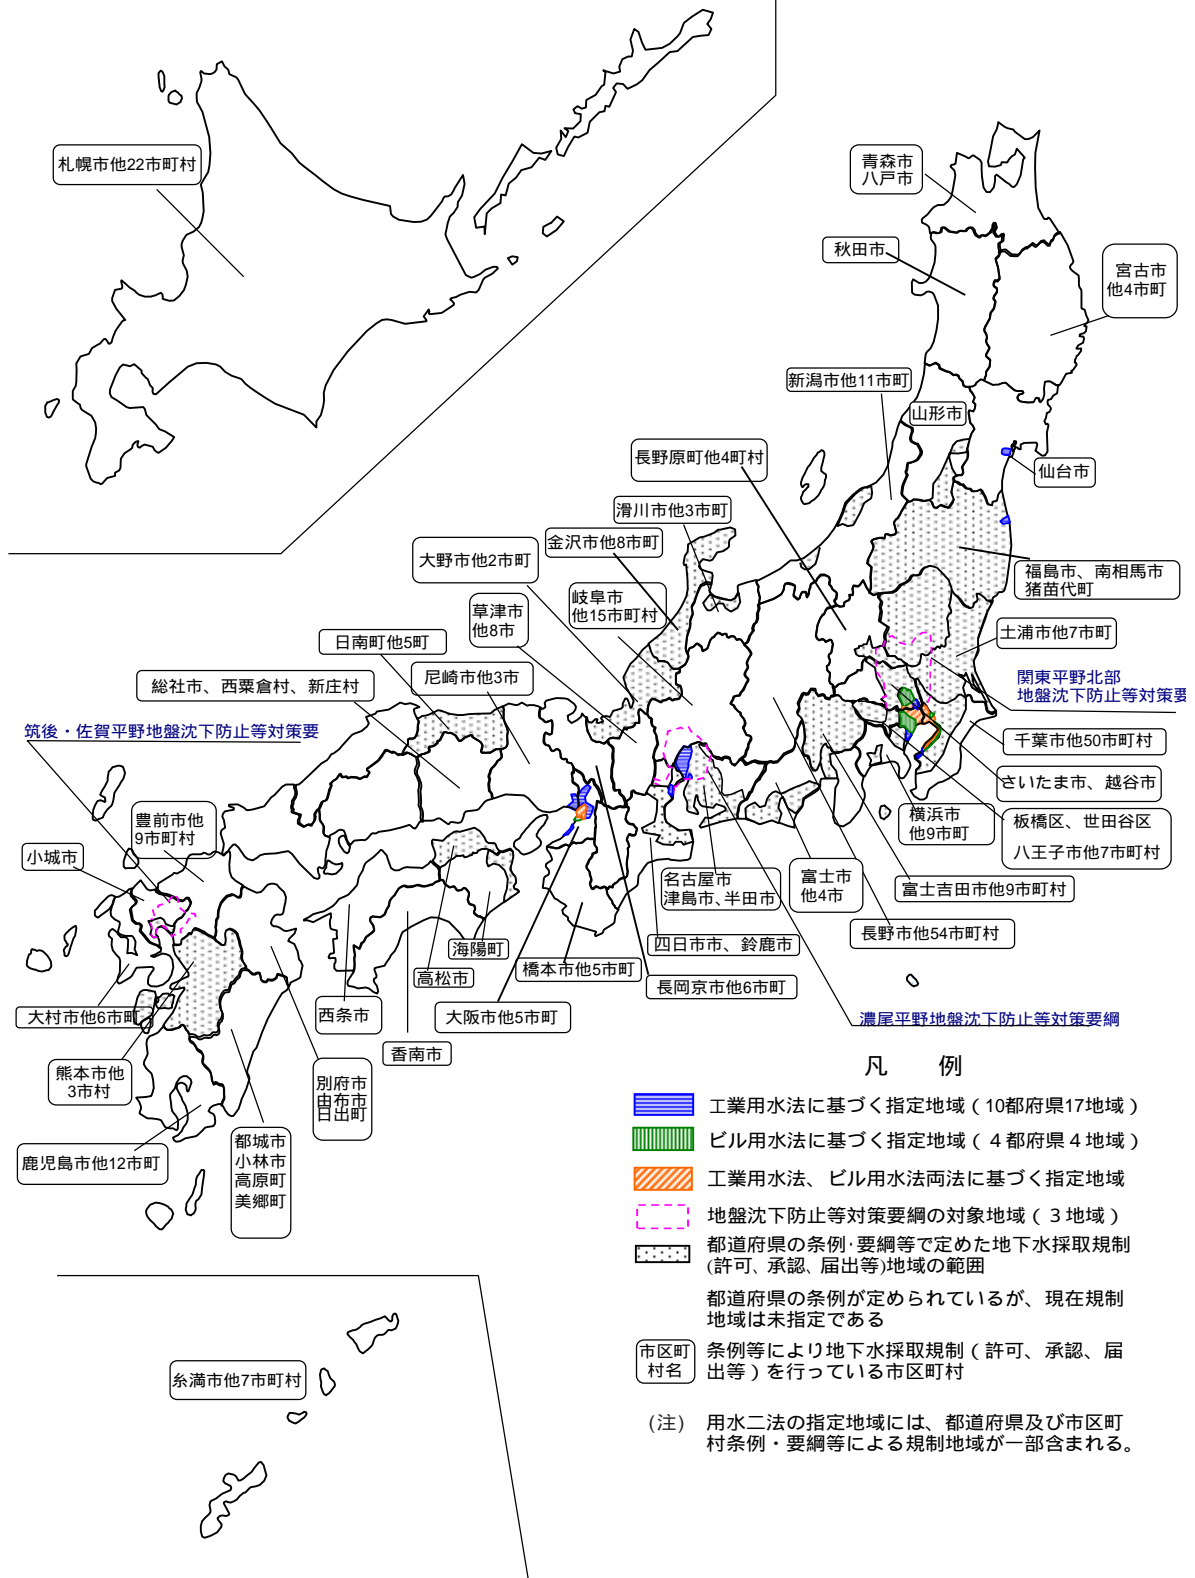 札幌市他22市町村
青森市
八戸市
秋田市
宮古市
他4市町
新潟市他11市町
山形市
長野原町他4町村
仙台市
滑川市他3市町
金沢市他8市町
大野市他2市町
福島市、南相馬市
猪苗代町
岐阜市
他15市町村
草津市
他8市
土浦市他7市町
日南町他5町
関東平野北部
地盤沈下防止等対策要
尼崎市他3市
総社市、西粟倉村、新庄村
筑後・佐賀平野地盤沈下防止等対策要
千葉市他50市町村
さいたま市、越谷市
豊前市他
9市町村
横浜市
他9市町
板橋区、世田谷区
八王子市他7市町村
小城市
名古屋市
津島市、半田市
富士市
他4市
富士吉田市他9市町村
長野市他54市町村
四日市市、鈴鹿市
海陽町
高松市
橋本市他5市町
長岡京市他6市町
大村市他6市町
西条市
大阪市他5市町
濃尾平野地盤沈下防止等対策要綱
香南市
熊本市他
3市村
別府市
由布市
日出町
鹿児島市他12市町
都城市
小林市
高原町
美郷町
糸満市他7市町村
凡　例
工業用水法に基づく指定地域（10都府県17地域）
ビル用水法に基づく指定地域（４都府県４地域）
工業用水法、ビル用水法両法に基づく指定地域
地盤沈下防止等対策要綱の対象地域（３地域）
都道府県の条例･要綱等で定めた地下水採取規制
(許可、承認、届出等)地域の範囲
都道府県の条例が定められているが、現在規制
地域は未指定である
市区町
村名
条例等により地下水採取規制（許可、承認、届
出等）を行っている市区町村
(注)　用水二法の指定地域には、都道府県及び市区町
村条例・要綱等による規制地域が一部含まれる。